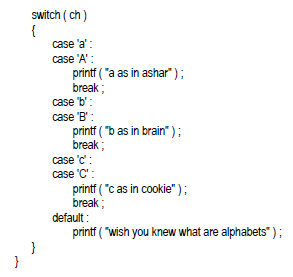 switch ( ch )
{
case 'a' :
case 'A' :
printf ( "a as in ashar" ) ;
break ;
case 'b' :
case 'B' :
printf ( "b as in brain" ) ;
break ;
case 'c' :
case 'C' :
printf ( "c as in cookie" ) ;
break ;
default :
printf ( "wish you knew what are alphabets" ) ;
}
}